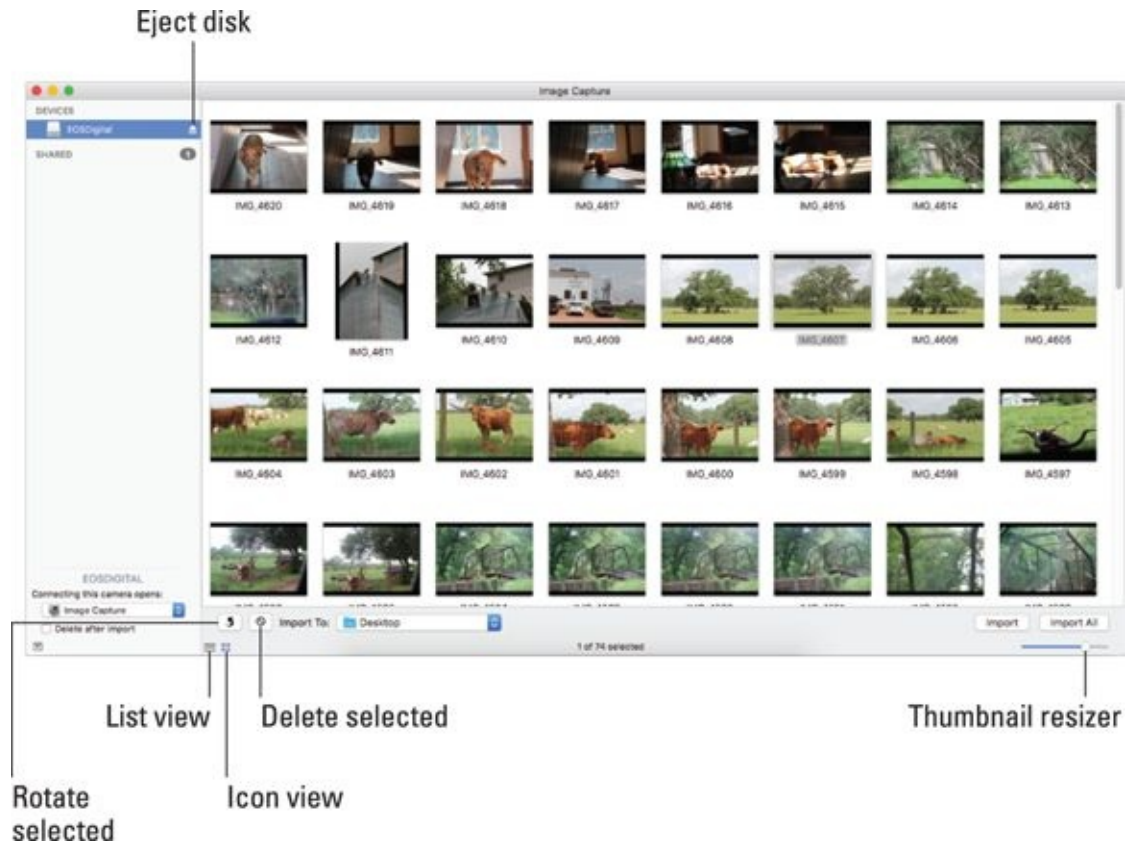 Eject disk
Image Capture
DEVICES
EOSDigital
SHARED 1
IMG_4620 IMG_4619 IMG_4618 IMG_4617 IMG_4616 IMG_4615 IMG_4614 IMG_4613
IMG_4612 IMG_4611 IMG_4610 IMG_4609 IMG_4608 IMG_4607 IMG_4606 IMG_4605
IMG_4604 IMG_4603 IMG_4602 IMG_4601 IMG_4600 IMG_4599 IMG_4598 IMG_4597
EOSDIGITAL
Connecting this camera opens:
Image Capture
Delete after import
Import To: Desktop Import Import All
1 of 74 selected
List view Delete selected Thumbnail resizer
Rotate selected
Icon view